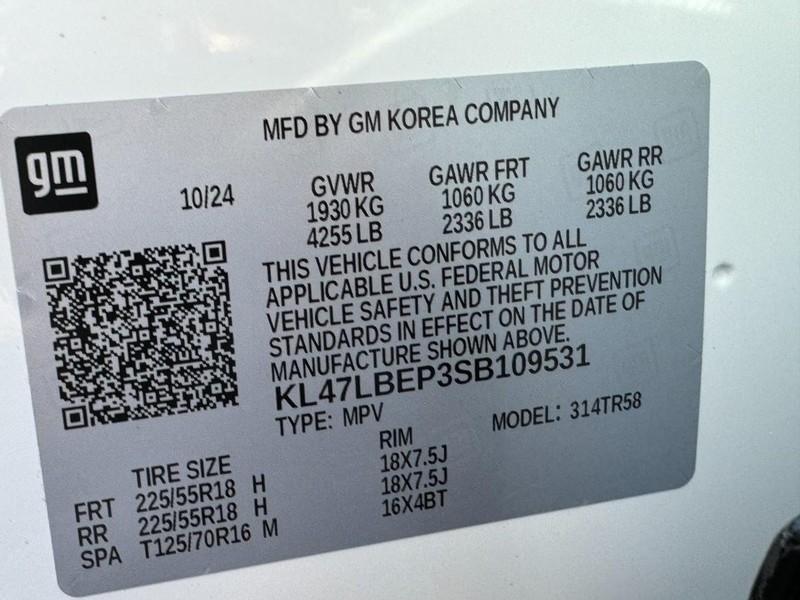 MFD BY GM KOREA COMPANY
gm
10/24
GVWR GAWR FRT GAWR RR
1930 KG 1060 KG 1060 KG
4255 LB 2336 LB 2336 LB
THIS VEHICLE CONFORMS TO ALL
APPLICABLE U.S. FEDERAL MOTOR
VEHICLE SAFETY AND THEFT PREVENTION
STANDARDS IN EFFECT ON THE DATE OF
MANUFACTURE SHOWN ABOVE.
KL47LBEP3SB109531
TYPE: MPV MODEL: 314TR58
TIRE SIZE RIM
FRT 225/55R18 H 18X7.5J
RR 225/55R18 H 18X7.5J
SPA T125/70R16 M 16X4BT